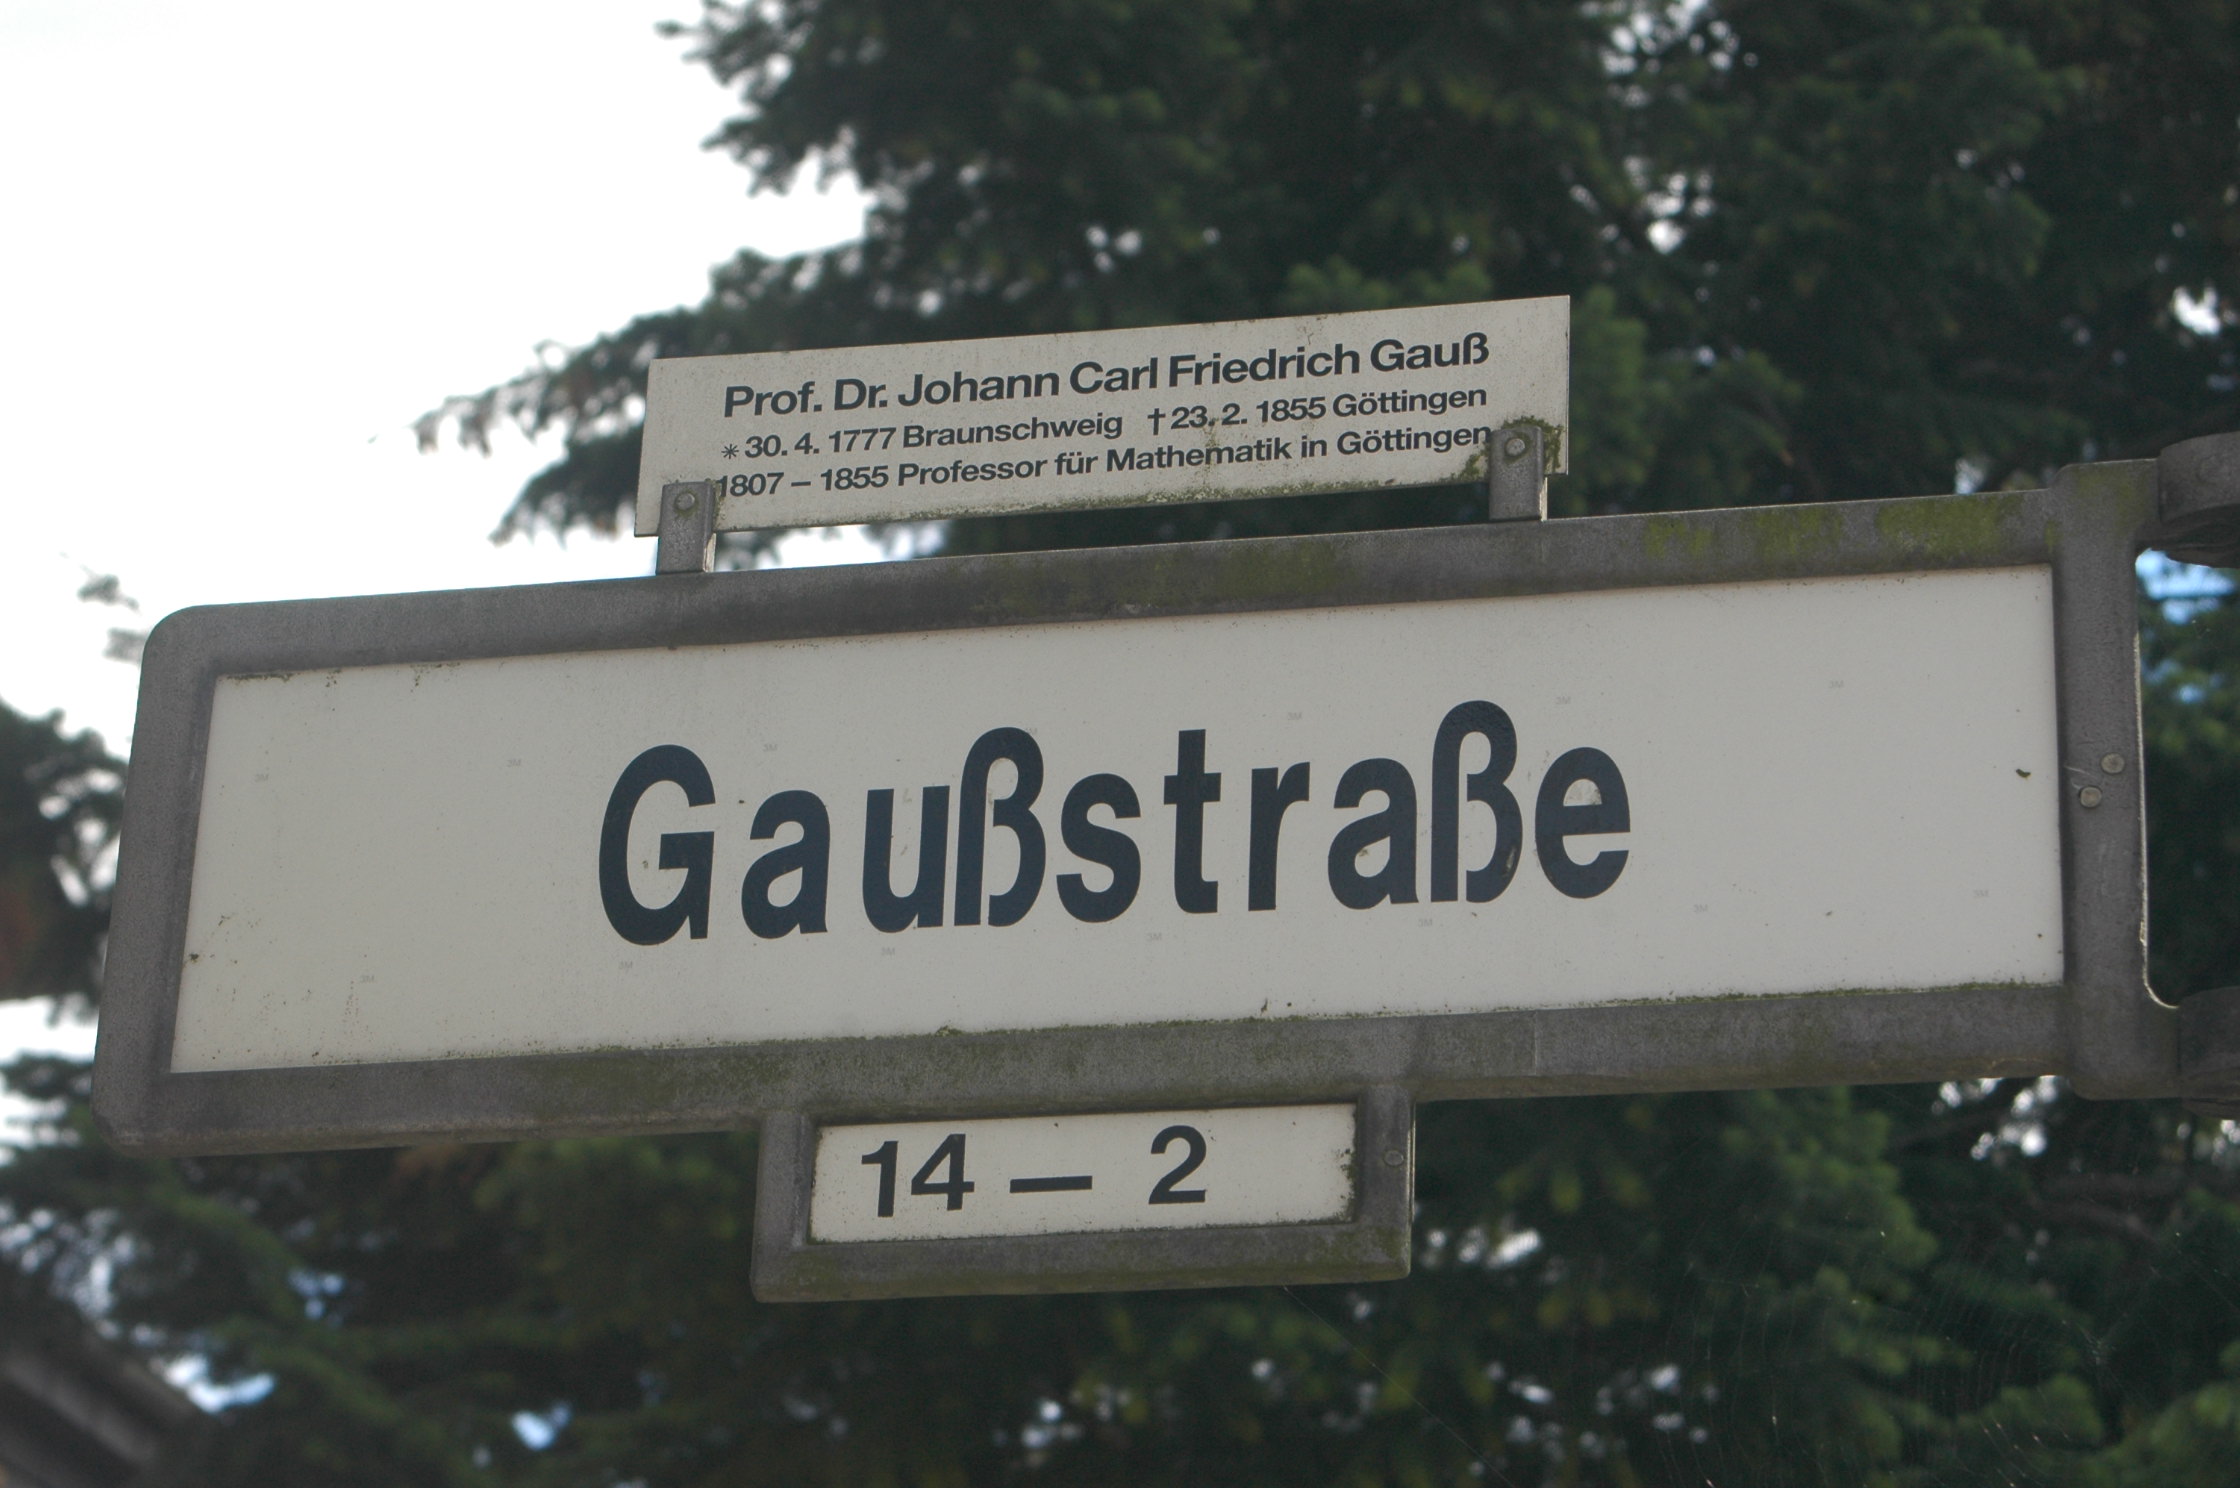 Prof. Dr. Johann Carl Friedrich Gauß
* 30. 4. 1777 Braunschweig † 23. 2. 1855 Göttingen
1807 – 1855 Professor für Mathematik in Göttingen
Gaußstraße
14 – 2